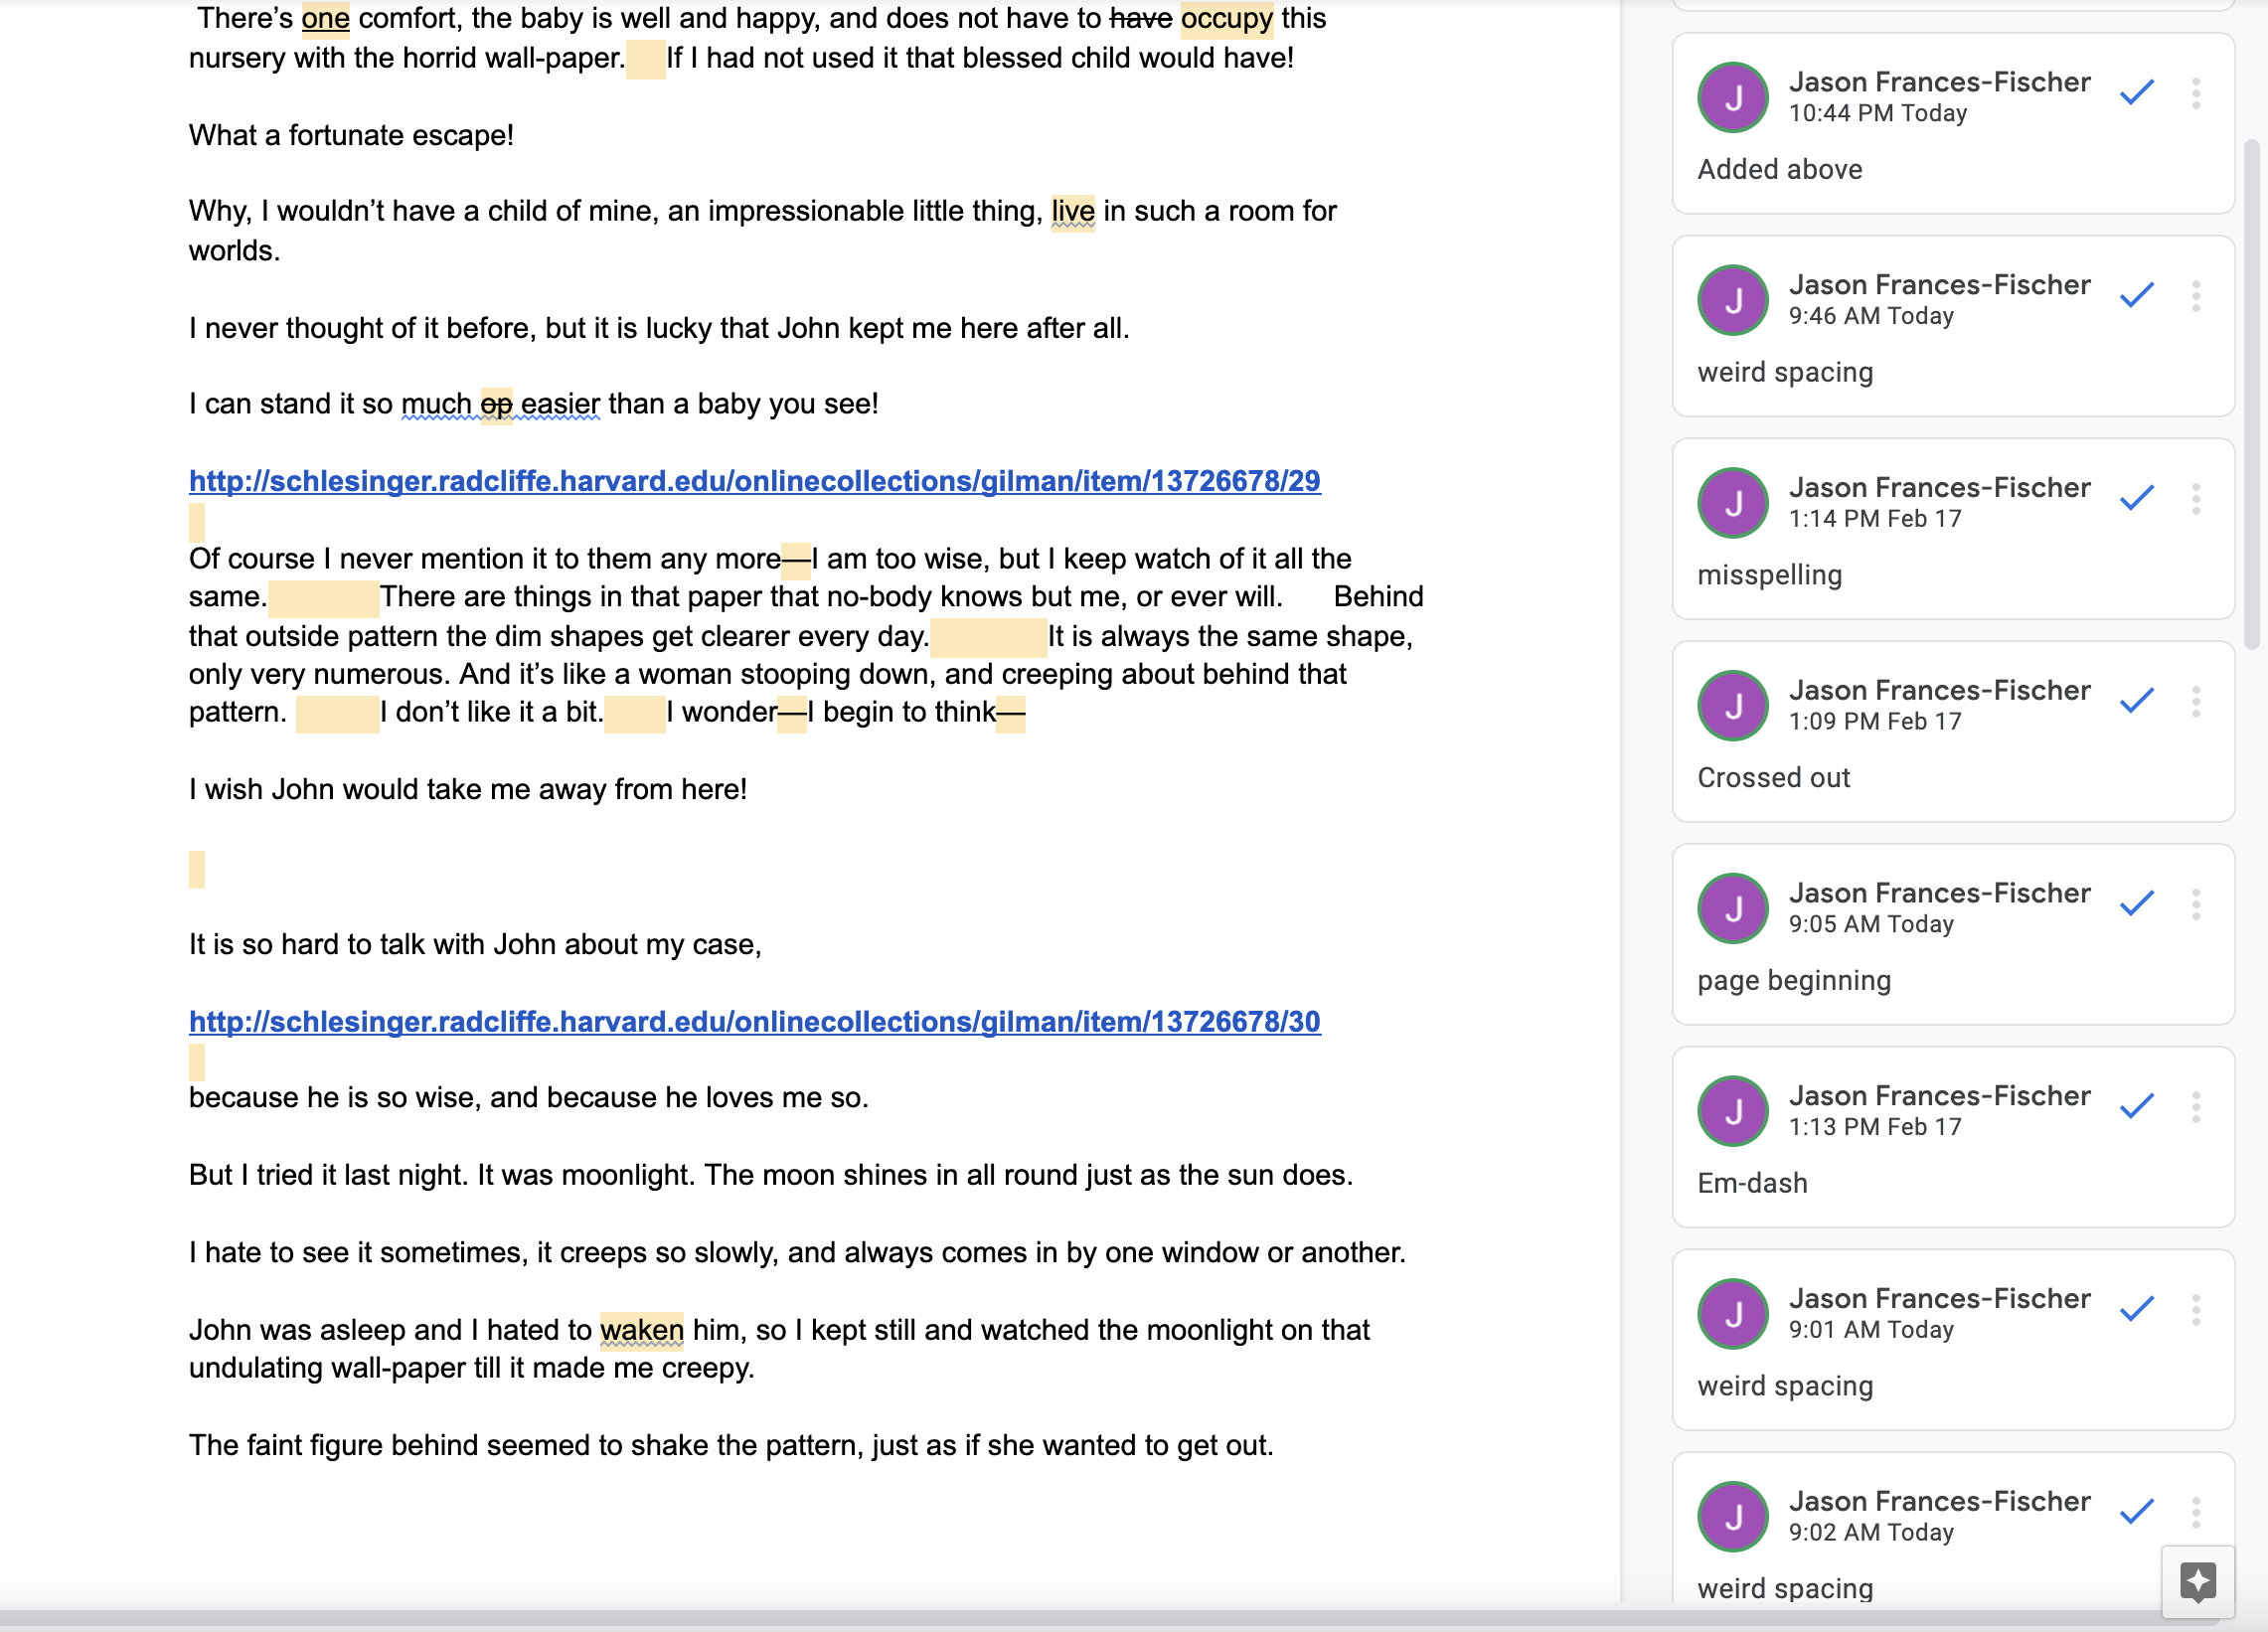 There's one comfort, the baby is well and happy, and does not have to have occupy this
nursery with the horrid wall-paper. If I had not used it that blessed child would have!
What a fortunate escape!
Why, I wouldn't have a child of mine, an impressionable little thing, live in such a room for
worlds.
I never thought of it before, but it is lucky that John kept me here after all.
I can stand it so much op easier than a baby you see!
http://schlesinger.radcliffe.harvard.edu/onlinecollections/gilman/item/13726678/29
Of course I never mention it to them any more—I am too wise, but I keep watch of it all the
same. There are things in that paper that no-body knows but me, or ever will. Behind
that outside pattern the dim shapes get clearer every day. It is always the same shape,
only very numerous. And it's like a woman stooping down, and creeping about behind that
pattern. I don't like it a bit. I wonder—I begin to think—
I wish John would take me away from here!
It is so hard to talk with John about my case,
http://schlesinger.radcliffe.harvard.edu/onlinecollections/gilman/item/13726678/30
because he is so wise, and because he loves me so.
But I tried it last night. It was moonlight. The moon shines in all round just as the sun does.
I hate to see it sometimes, it creeps so slowly, and always comes in by one window or another.
John was asleep and I hated to waken him, so I kept still and watched the moonlight on that
undulating wall-paper till it made me creepy.
The faint figure behind seemed to shake the pattern, just as if she wanted to get out.
J
Jason Frances-Fischer
10:44 PM Today
Added above
J
Jason Frances-Fischer
9:46 AM Today
weird spacing
J
Jason Frances-Fischer
1:14 PM Feb 17
misspelling
J
Jason Frances-Fischer
1:09 PM Feb 17
Crossed out
J
Jason Frances-Fischer
9:05 AM Today
page beginning
J
Jason Frances-Fischer
1:13 PM Feb 17
Em-dash
J
Jason Frances-Fischer
9:01 AM Today
weird spacing
J
Jason Frances-Fischer
9:02 AM Today
weird spacing